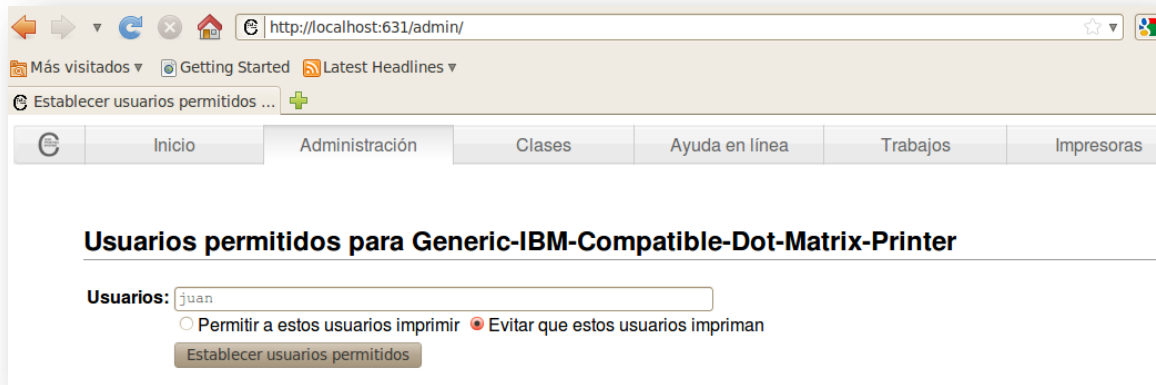 http://localhost:631/admin/
Más visitados Getting Started Latest Headlines
Establecer usuarios permitidos ...
Inicio Administración Clases Ayuda en línea Trabajos Impresoras
Usuarios permitidos para Generic-IBM-Compatible-Dot-Matrix-Printer
Usuarios: juan
Permitir a estos usuarios imprimir Evitar que estos usuarios impriman
Establecer usuarios permitidos